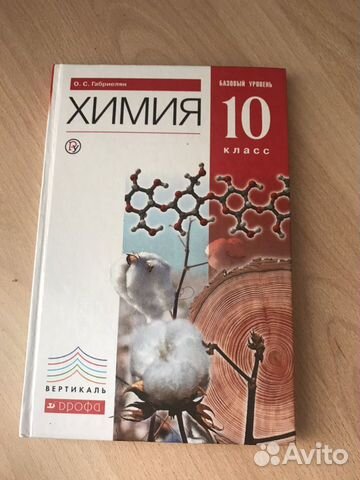 О. С. Габриелян
ХИМИЯ
БАЗОВЫЙ УРОВЕНЬ
10
класс
ВЕРТИКАЛЬ
дрофа
Avito